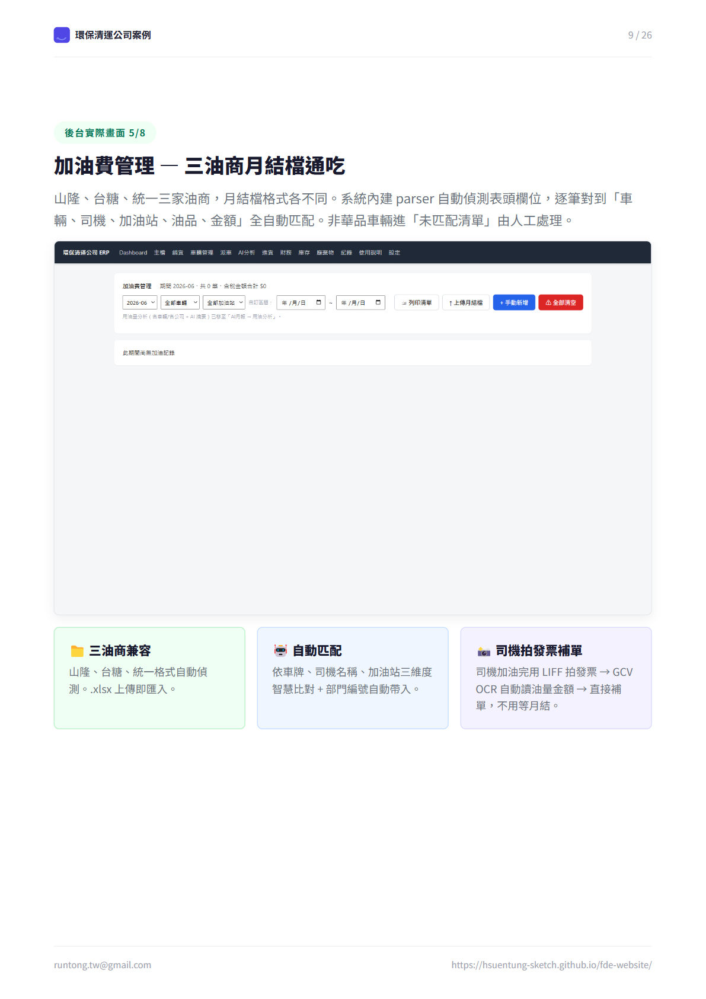 環保清運公司案例
9 / 26
後台實際畫面 5/8
加油費管理 — 三油商月結檔通吃
山隆、台糖、統一三家油商，月結檔格式各不同。系統內建 parser 自動偵測表頭欄位，逐筆對到「車
輛、司機、加油站、油品、金額」全自動匹配。非華品車輛進「未匹配清單」由人工處理。
環保清運公司 ERP Dashboard 主檔 銷貨 車輛管理 派車 AI分析 進貨 財務 庫存 廢棄物 紀錄 使用說明 設定
加油費管理 期間 2026-06・共 0 筆・含稅金額合計 $0
2026-06 全部車輛 全部加油站 自訂區間： 年 /月/日 ~ 年 /月/日 列印清單 ↑ 上傳月結檔 + 手動新增 ⚠ 全部清空
用油量分析 ( 各車輛/各公司 + AI 摘要 ) 已移至「AI月報 → 用油分析」。
此期間尚無加油記錄
三油商兼容
山隆、台糖、統一格式自動偵
測。.xlsx 上傳即匯入。
自動匹配
依車牌、司機名稱、加油站三維度
智慧比對 + 部門編號自動帶入。
司機拍發票補單
司機加油完用 LIFF 拍發票 → GCV
OCR 自動讀油量金額 → 直接補
單，不用等月結。
runtong.tw@gmail.com
https://hsuentung-sketch.github.io/fde-website/